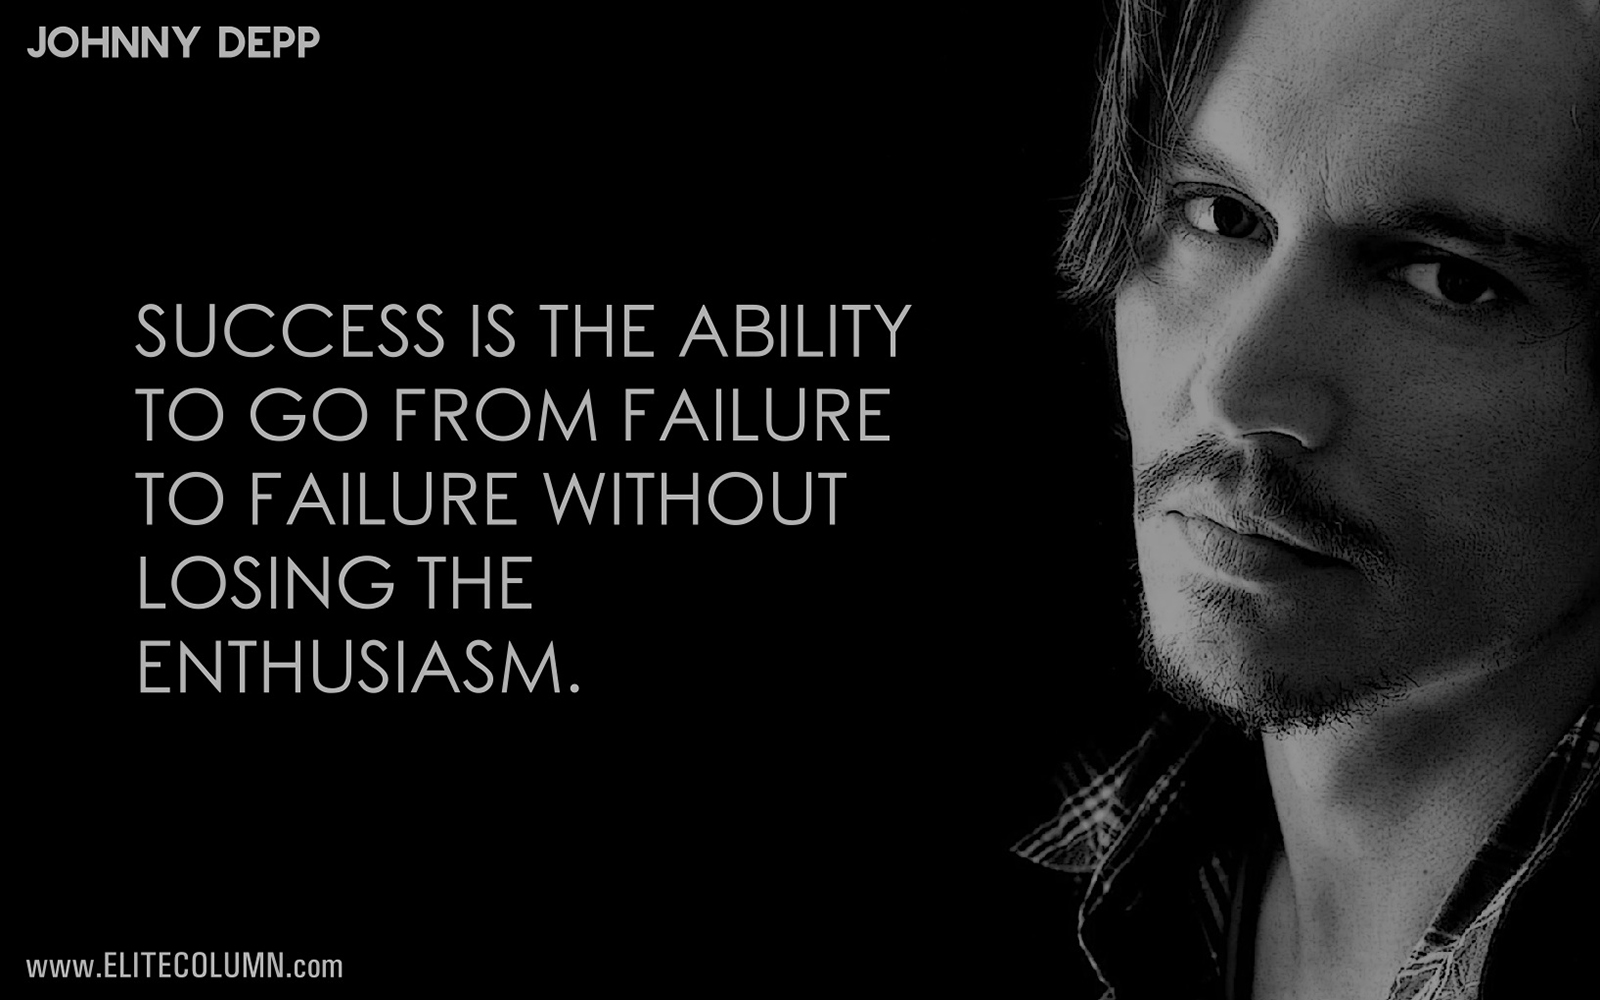 JOHNNY DEPP
SUCCESS IS THE ABILITY
TO GO FROM FAILURE
TO FAILURE WITHOUT
LOSING THE
ENTHUSIASM.
www.ELITECOLUMN.com